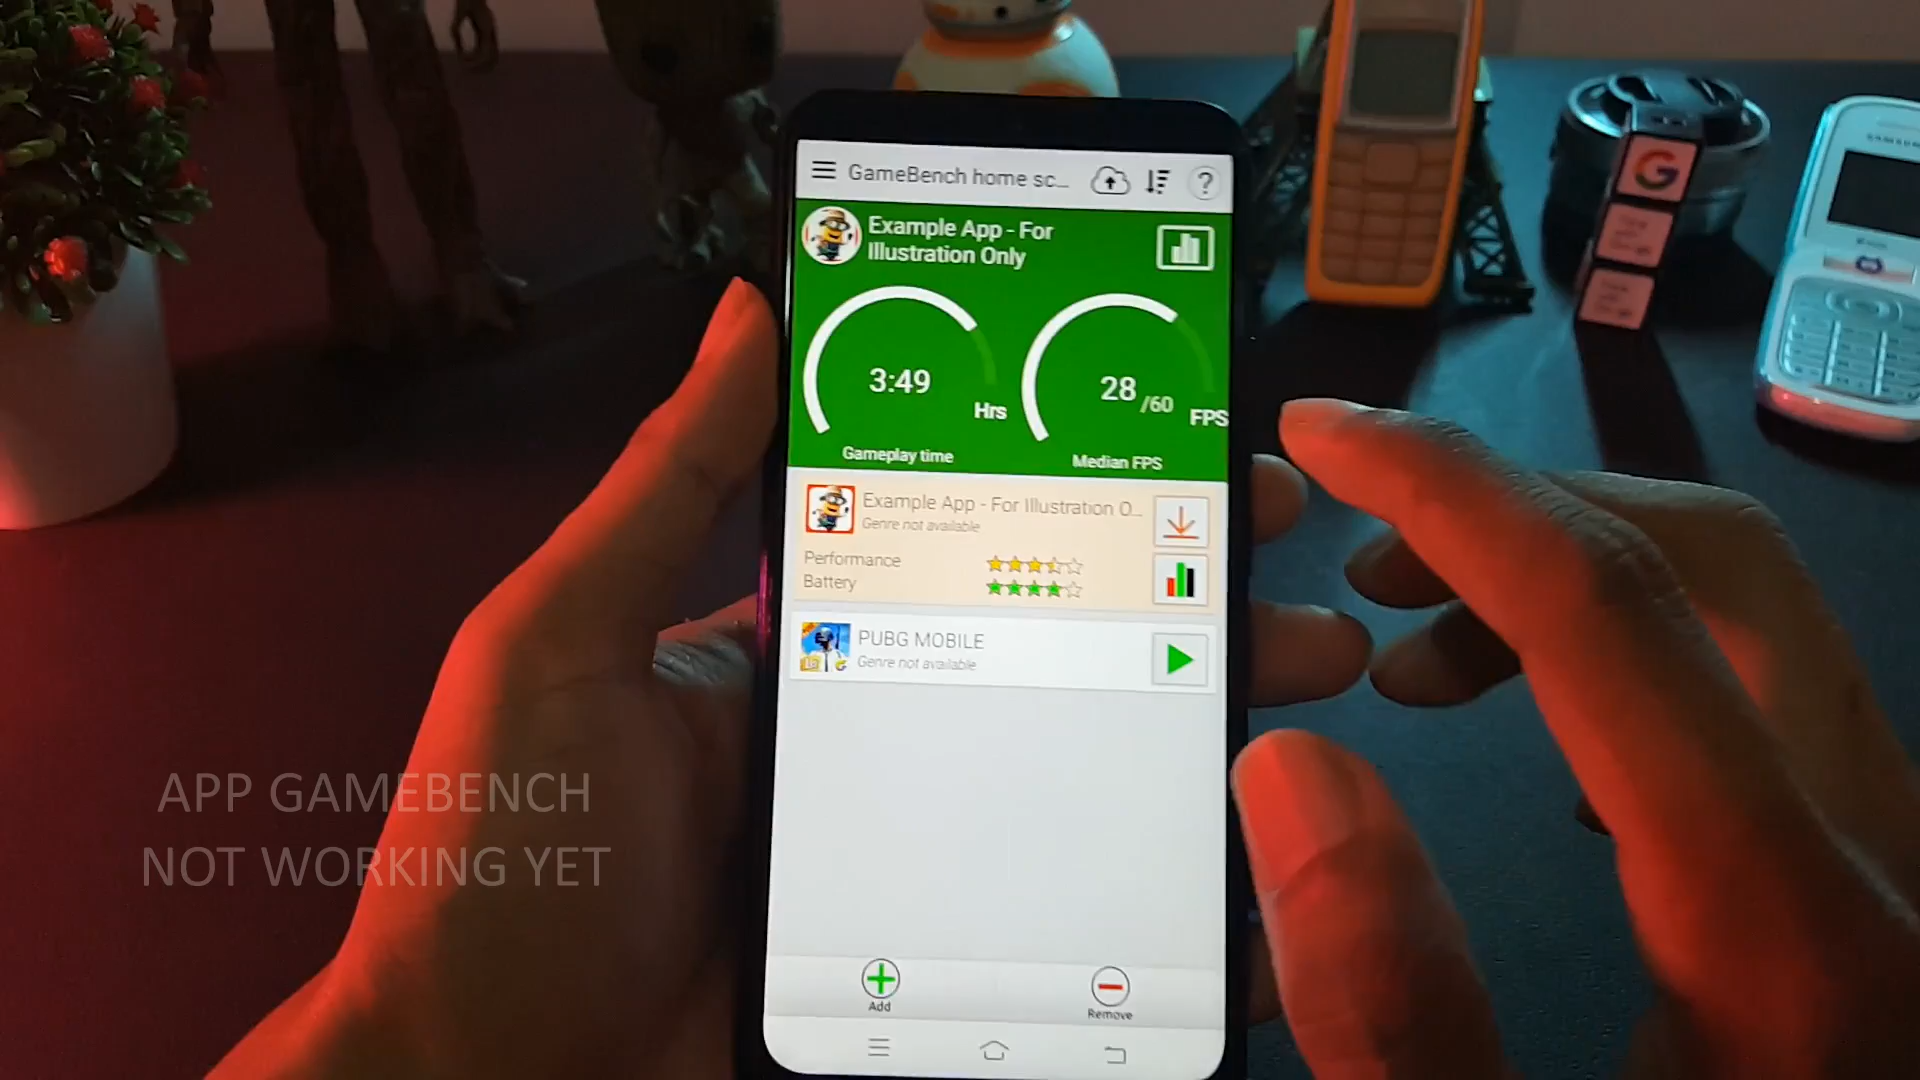 GameBench home sc...
Example App - For
Illustration Only
3:49
Hrs
Gameplay time
28 /60
FPS
Median FPS
Example App - For Illustration O...
Genre not available
Performance
Battery
PUBG MOBILE
Genre not available
Add
Remove
APP GAMEBENCH
NOT WORKING YET
SAMSUNG
G